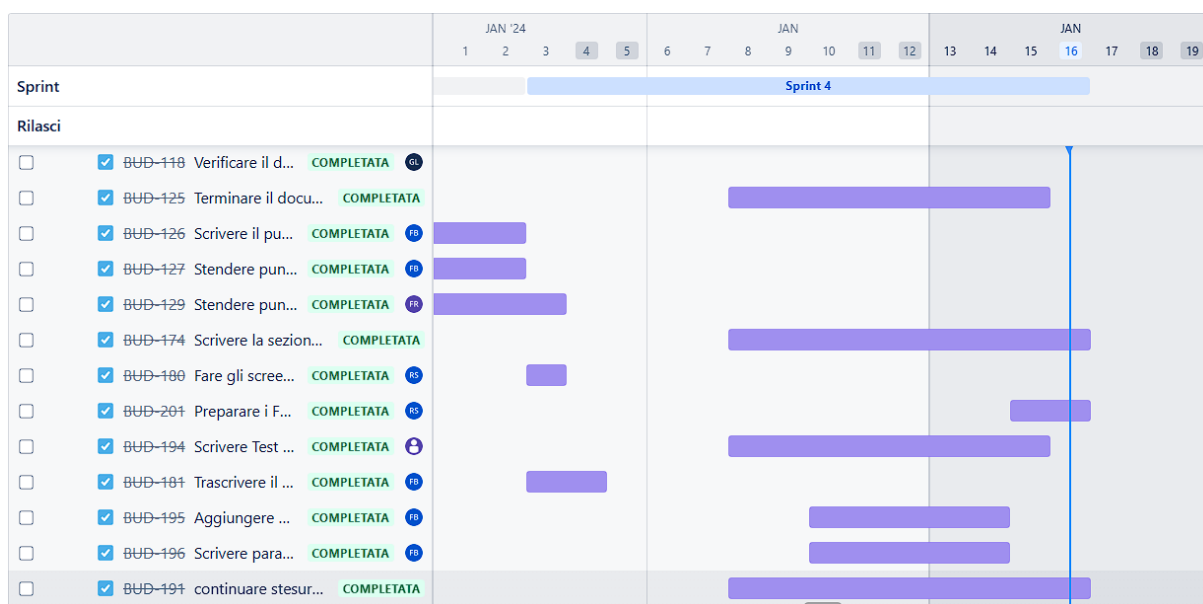 JAN '24 JAN JAN
1 2 3 4 5 6 7 8 9 10 11 12 13 14 15 16 17 18 19
Sprint Sprint 4
Rilasci
BUD-118 Verificare il d... COMPLETATA GL
BUD-125 Terminare il docu... COMPLETATA
BUD-126 Scrivere il pu... COMPLETATA FB
BUD-127 Stendere pun... COMPLETATA FB
BUD-129 Stendere pun... COMPLETATA FR
BUD-174 Scrivere la sezion... COMPLETATA
BUD-180 Fare gli scree... COMPLETATA RS
BUD-201 Preparare i F... COMPLETATA RS
BUD-194 Scrivere Test ... COMPLETATA
BUD-181 Trascrivere il ... COMPLETATA FB
BUD-195 Aggiungere ... COMPLETATA FB
BUD-196 Scrivere para... COMPLETATA FB
BUD-191 continuare stesur... COMPLETATA